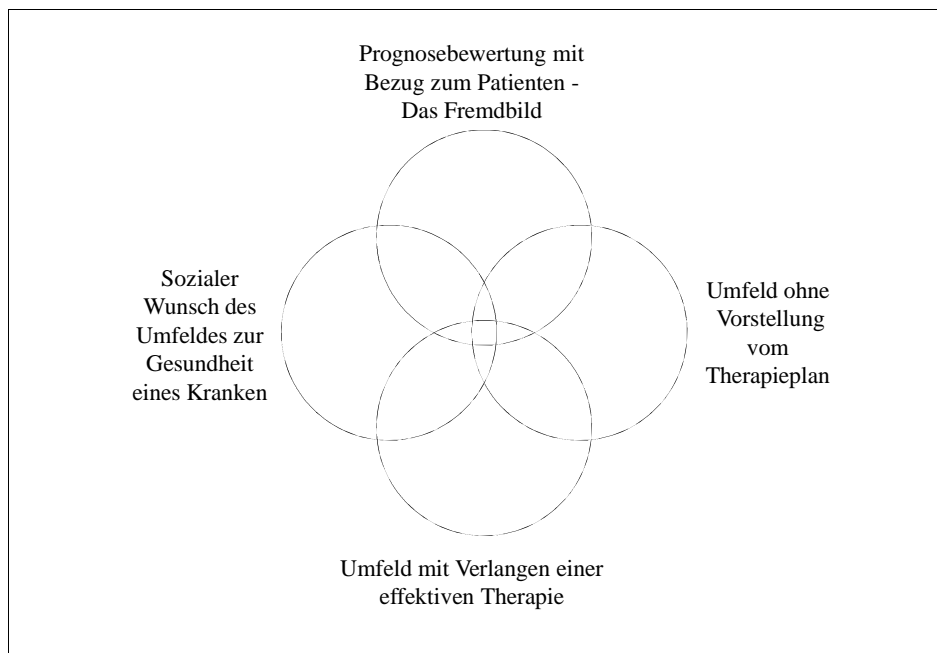 Prognosebewertung mit
Bezug zum Patienten -
Das Fremdbild
Sozialer
Wunsch des
Umfeldes zur
Gesundheit
eines Kranken
Umfeld ohne
Vorstellung
vom
Therapieplan
Umfeld mit Verlangen einer
effektiven Therapie